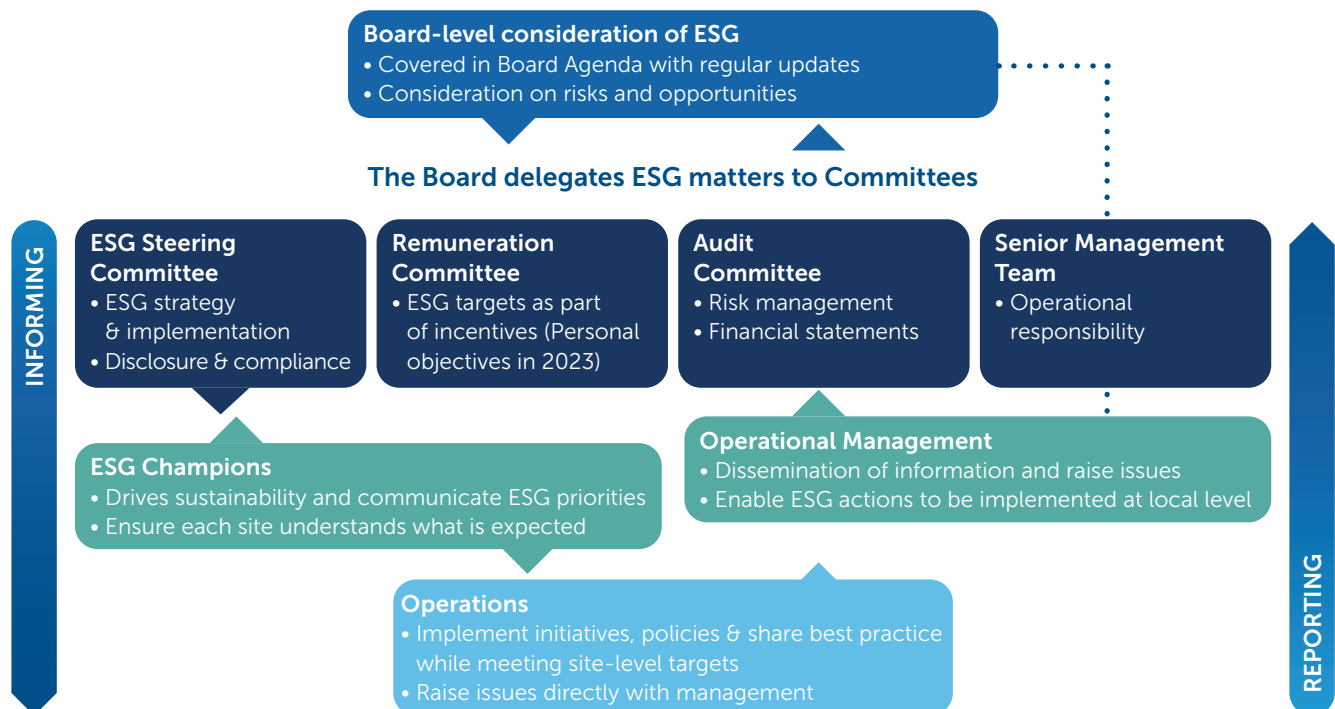 Board-level consideration of ESG
• Covered in Board Agenda with regular updates
• Consideration on risks and opportunities
The Board delegates ESG matters to Committees
INFORMING
ESG Steering
Committee
• ESG strategy
& implementation
• Disclosure & compliance
Remuneration
Committee
• ESG targets as part
of incentives (Personal
objectives in 2023)
Audit
Committee
• Risk management
• Financial statements
Senior Management
Team
• Operational
responsibility
ESG Champions
• Drives sustainability and communicate ESG priorities
• Ensure each site understands what is expected
Operational Management
• Dissemination of information and raise issues
• Enable ESG actions to be implemented at local level
Operations
• Implement initiatives, policies & share best practice
while meeting site-level targets
• Raise issues directly with management
REPORTING